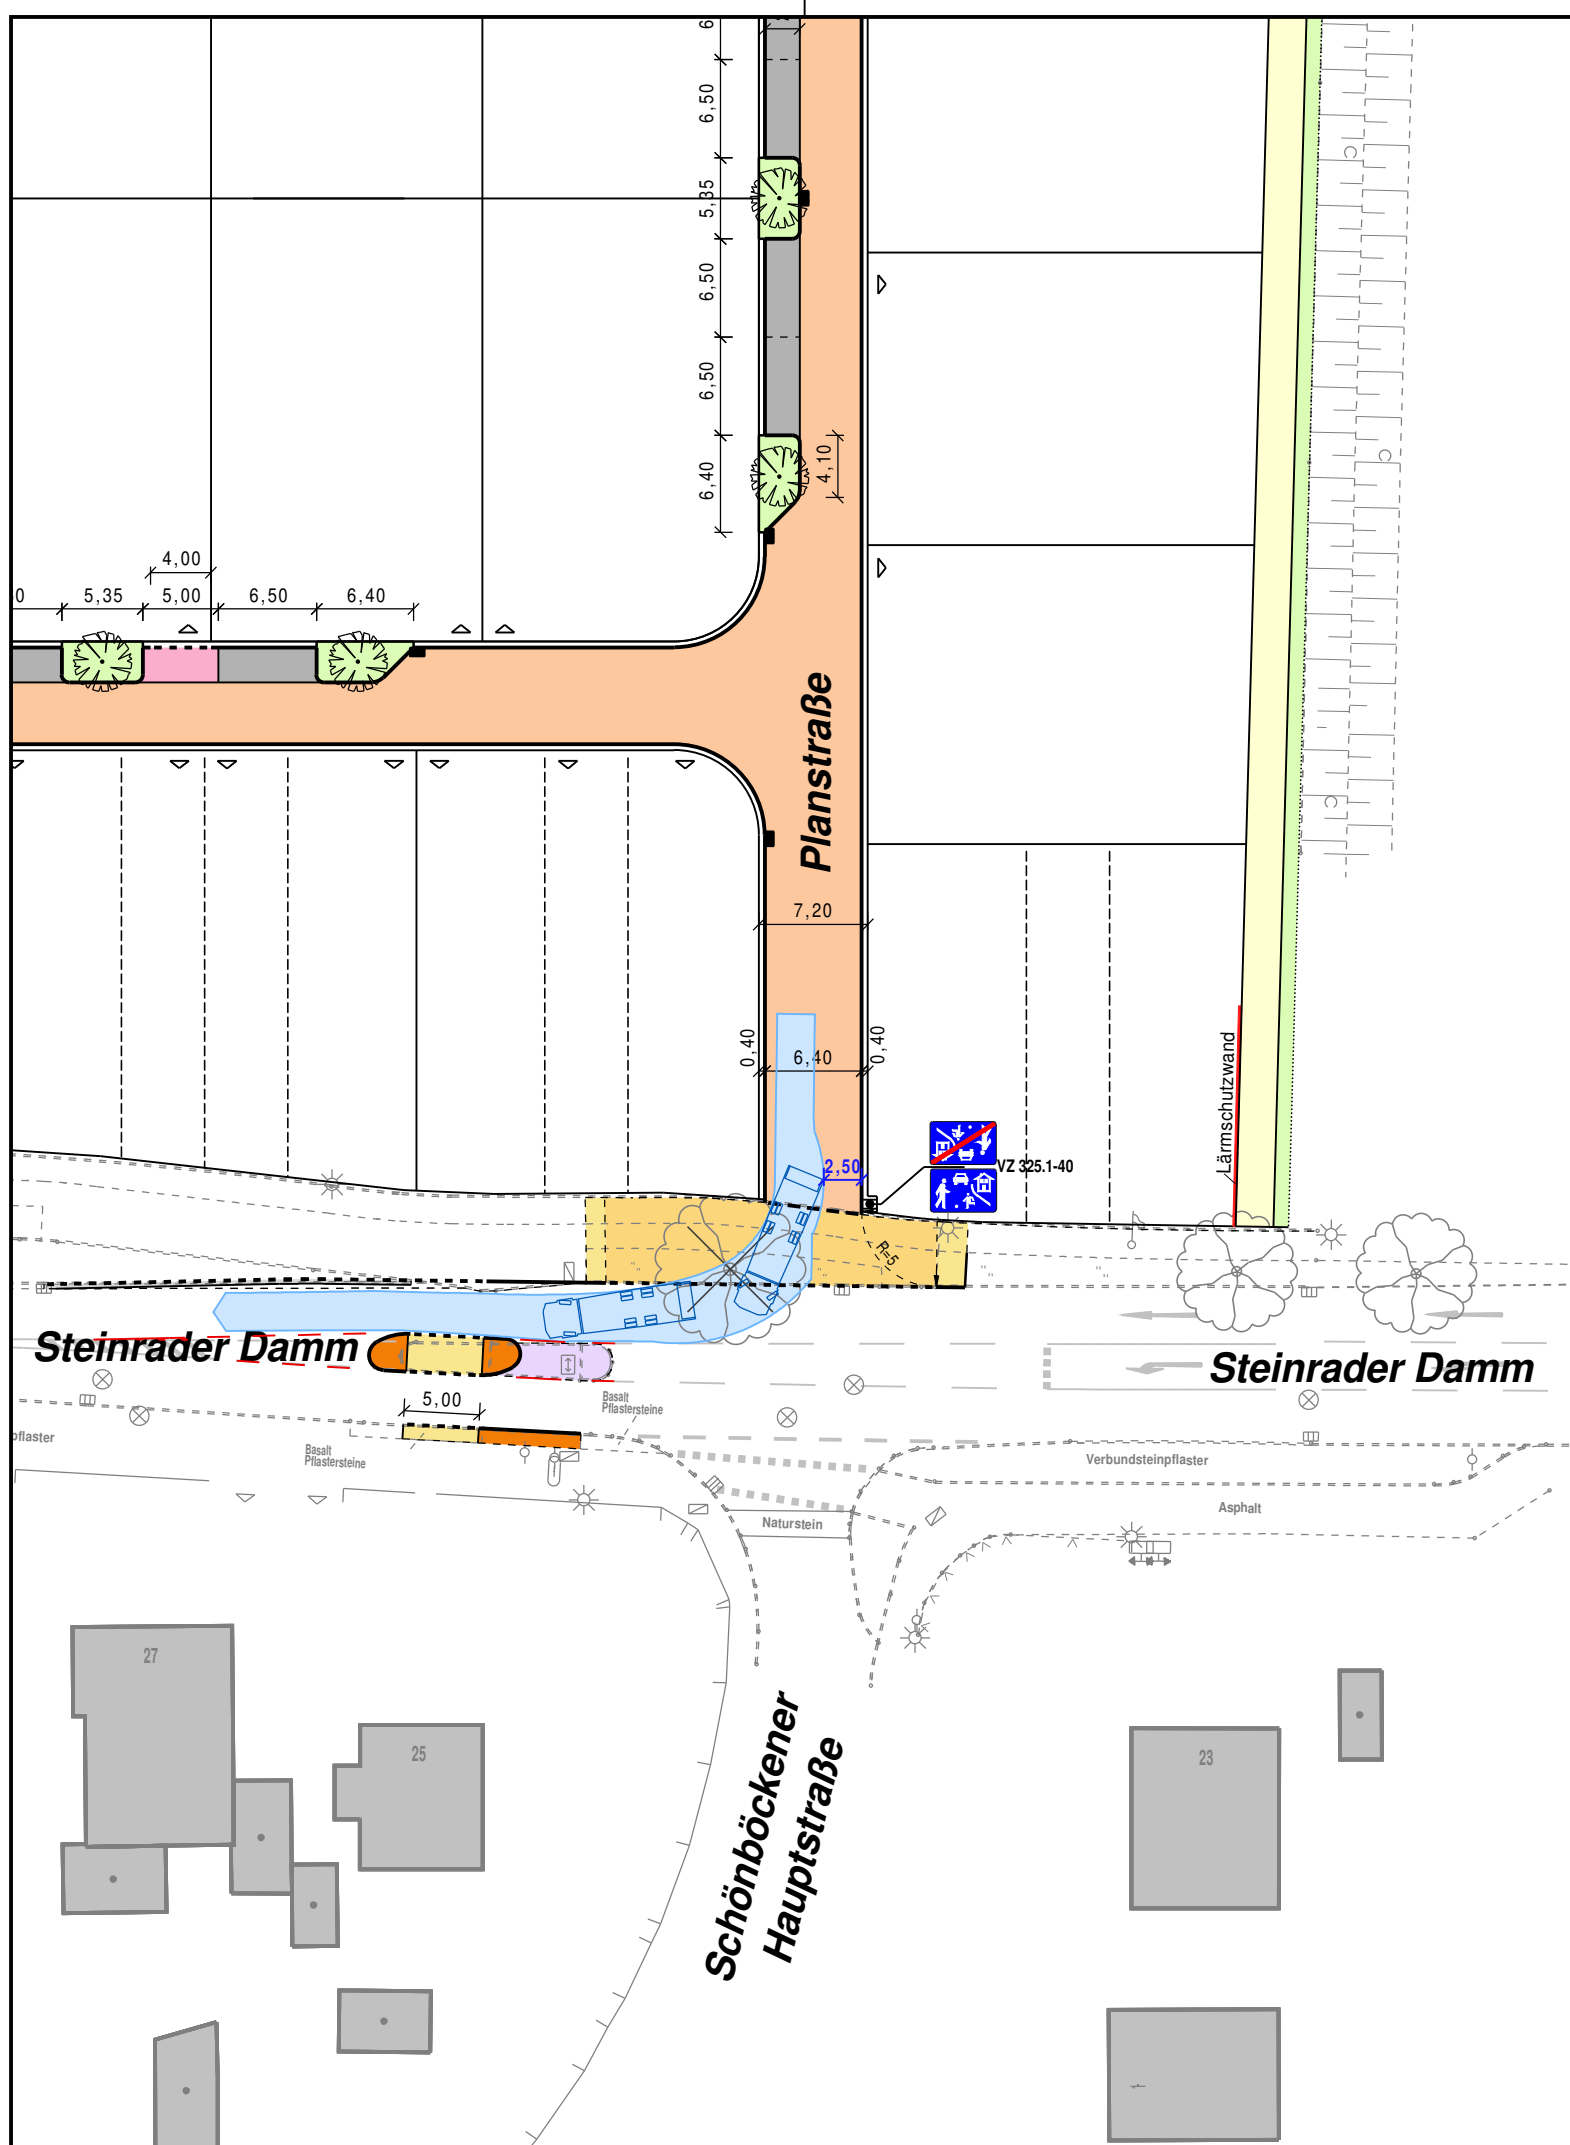 6
6,50
5,35
6,50
6,50
6,40
4,10
4,00
0
5,35
5,00
6,50
6,40
Planstraße
7,20
0,40
6,40
0,40
Lärmschutzwand
2,50
VZ 325.1-40
R=5
Steinrader Damm
Steinrader Damm
5,00
Basalt
Pflastersteine
pflaster
Basalt
Pflastersteine
Verbundsteinpflaster
Asphalt
Naturstein
27
25
23
Schönböckener
Hauptstraße